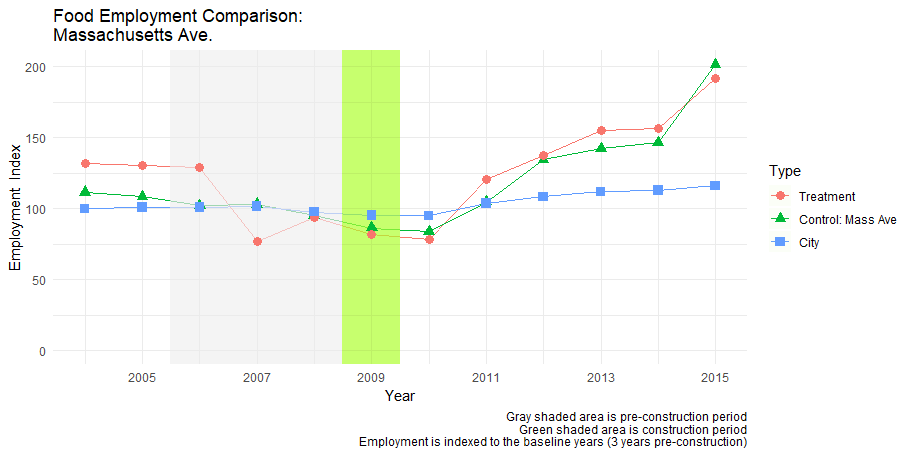 Food Employment Comparison:
Massachusetts Ave.
Employment Index
200
150
100
50
0
2005 2007 2009 2011 2013 2015
Year
Type
Treatment
Control: Mass Ave
City
Gray shaded area is pre-construction period
Green shaded area is construction period
Employment is indexed to the baseline years (3 years pre-construction)